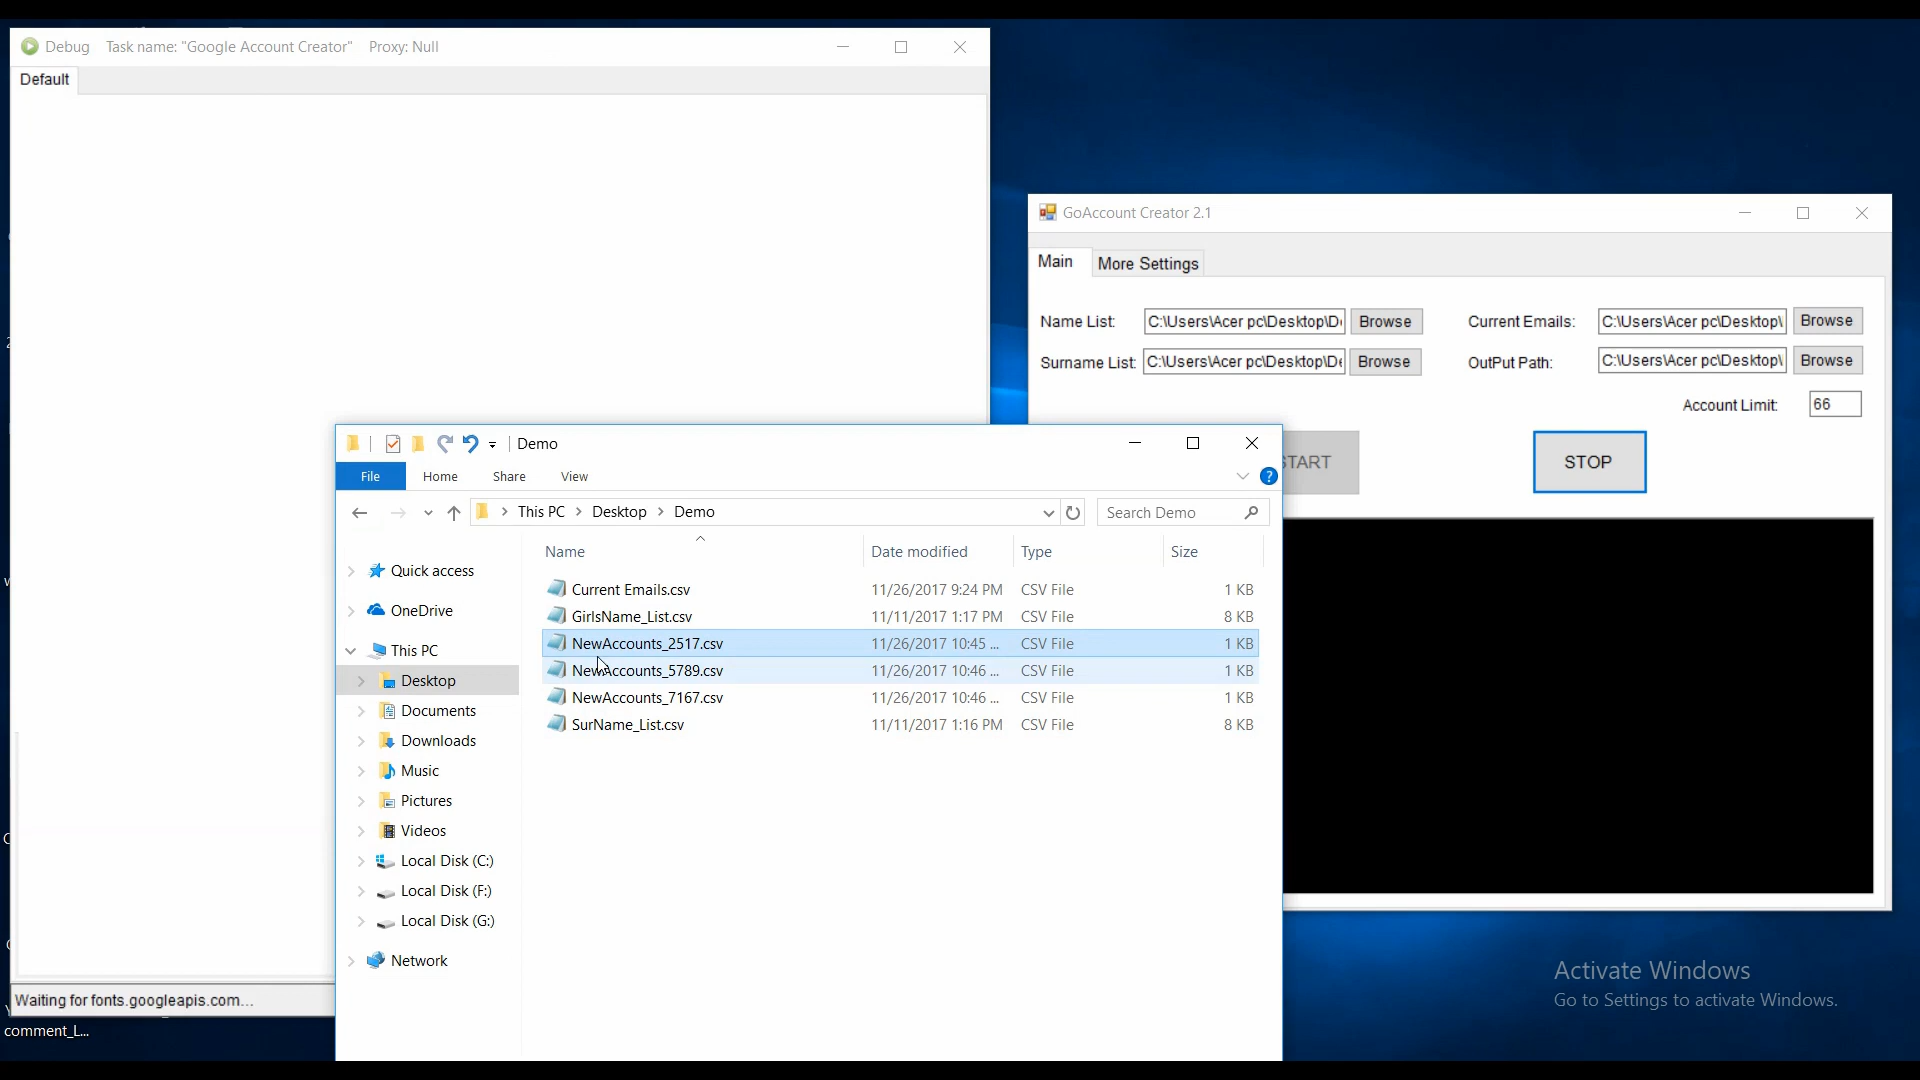 Debug Task name: "Google Account Creator" Proxy: Null
Default
GoAccount Creator 2.1
Main More Settings
Name List: C:\Users\Acer pc\Desktop\D Browse Current Emails: C:\Users\Acer pc\Desktop\ Browse
Surname List: C:\Users\Acer pc\Desktop\De Browse OutPut Path: C:\Users\Acer pc\Desktop\ Browse
Account Limit: 66
START STOP
Demo
File Home Share View
This PC > Desktop > Demo Search Demo
Name Date modified Type Size
Quick access
OneDrive
This PC
Desktop
Documents
Downloads
Music
Pictures
Videos
Local Disk (C:)
Local Disk (F:)
Local Disk (G:)
Network
Current Emails.csv 11/26/2017 9:24 PM CSV File 1 KB
GirlsName_List.csv 11/11/2017 1:17 PM CSV File 8 KB
NewAccounts_2517.csv 11/26/2017 10:45 ... CSV File 1 KB
NewAccounts_5789.csv 11/26/2017 10:46 ... CSV File 1 KB
NewAccounts_7167.csv 11/26/2017 10:46 ... CSV File 1 KB
SurName_List.csv 11/11/2017 1:16 PM CSV File 8 KB
Waiting for fonts.googleapis.com...
comment_L...
Activate Windows
Go to Settings to activate Windows.